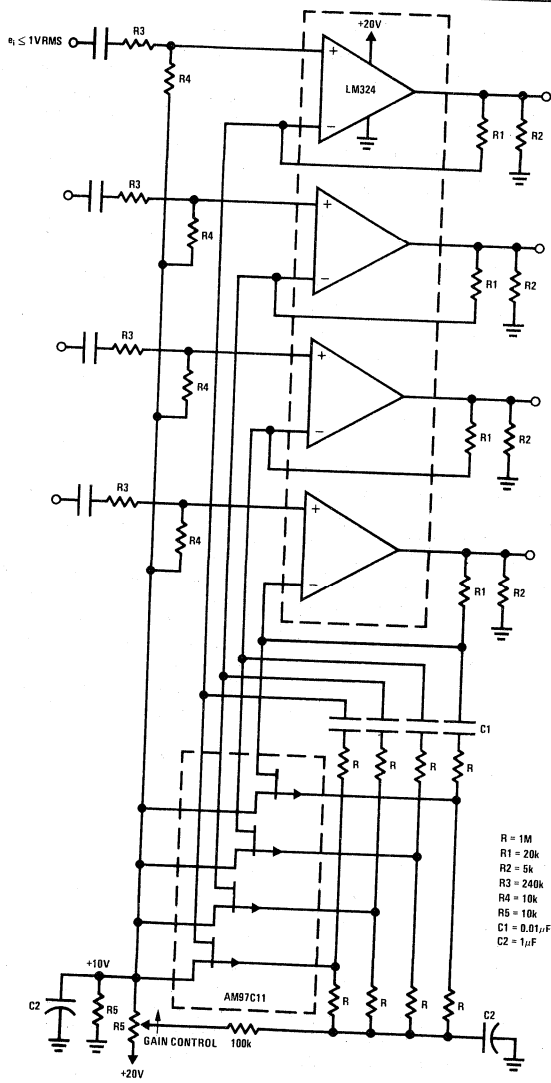 +20V
eᵢ ≤ 1VRMS
R3
R4
+
LM324
−
R1
R2
R3
R4
+
−
R1
R2
R3
R4
+
−
R1
R2
R3
R4
+
−
R1
R2
C1
R
R
R
R
R = 1M
R1 = 20k
R2 = 5k
R3 = 240k
R4 = 10k
R5 = 10k
C1 = 0.01μF
C2 = 1μF
+10V
AM97C11
C2
R5
R5
GAIN CONTROL
100k
R
R
R
R
C2
+20V